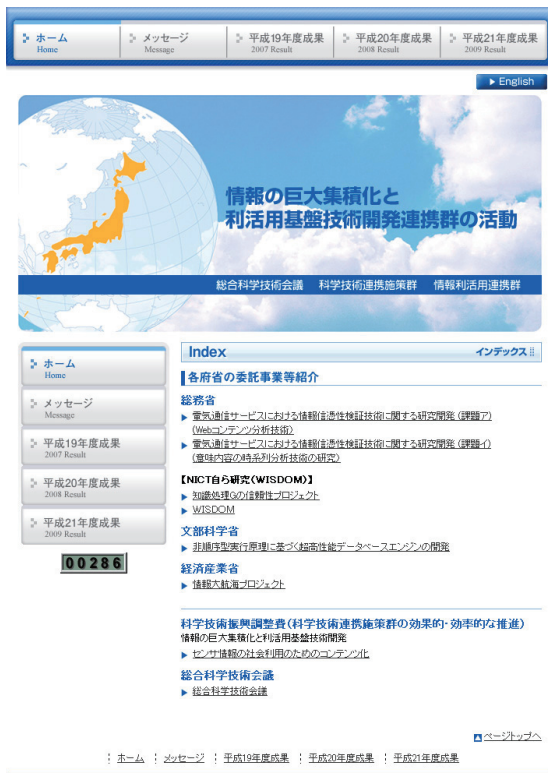 ホーム メッセージ 平成19年度成果 平成20年度成果 平成21年度成果
Home Message 2007 Result 2008 Result 2009 Result
English
情報の巨大集積化と
利活用基盤技術開発連携群の活動
総合科学技術会議 科学技術連携施策群 情報利活用連携群
ホーム
Home
メッセージ
Message
平成19年度成果
2007 Result
平成20年度成果
2008 Result
平成21年度成果
2009 Result
00286
Index インデックス
各府省の委託事業等紹介
総務省
電気通信サービスにおける情報信憑性検証技術に関する研究開発 (課題ア)
(Webコンテンツ分析技術)
電気通信サービスにおける情報信憑性検証技術に関する研究開発 (課題イ)
(意味内容の時系列分析技術の研究)
【NICT自ら研究(WISDOM)】
知識処理Gの信頼性プロジェクト
WISDOM
文部科学省
非順序型実行原理に基づく超高性能データベースエンジンの開発
経済産業省
情報大航海プロジェクト
科学技術振興調整費(科学技術連携施策群の効果的・効率的な推進)
情報の巨大集積化と利活用基盤技術開発
センサ情報の社会利用のためのコンテンツ化
総合科学技術会議
総合科学技術会議
ページトップへ
ホーム メッセージ 平成19年度成果 平成20年度成果 平成21年度成果